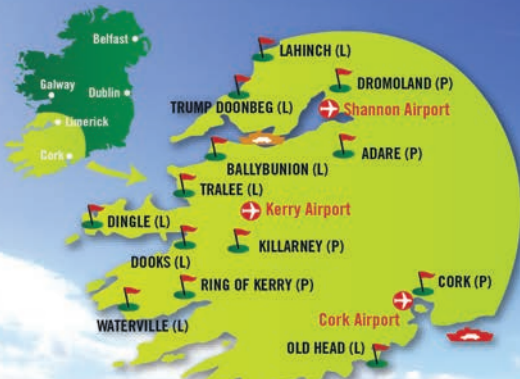 Belfast
Galway
Dublin
Limerick
Cork
LAHINCH (L)
DROMOLAND (P)
TRUMP DOONBEG (L)
Shannon Airport
BALLYBUNION (L)
ADARE (P)
TRALEE (L)
Kerry Airport
DINGLE (L)
DOOKS (L)
KILLARNEY (P)
RING OF KERRY (P)
CORK (P)
WATERVILLE (L)
Cork Airport
OLD HEAD (L)